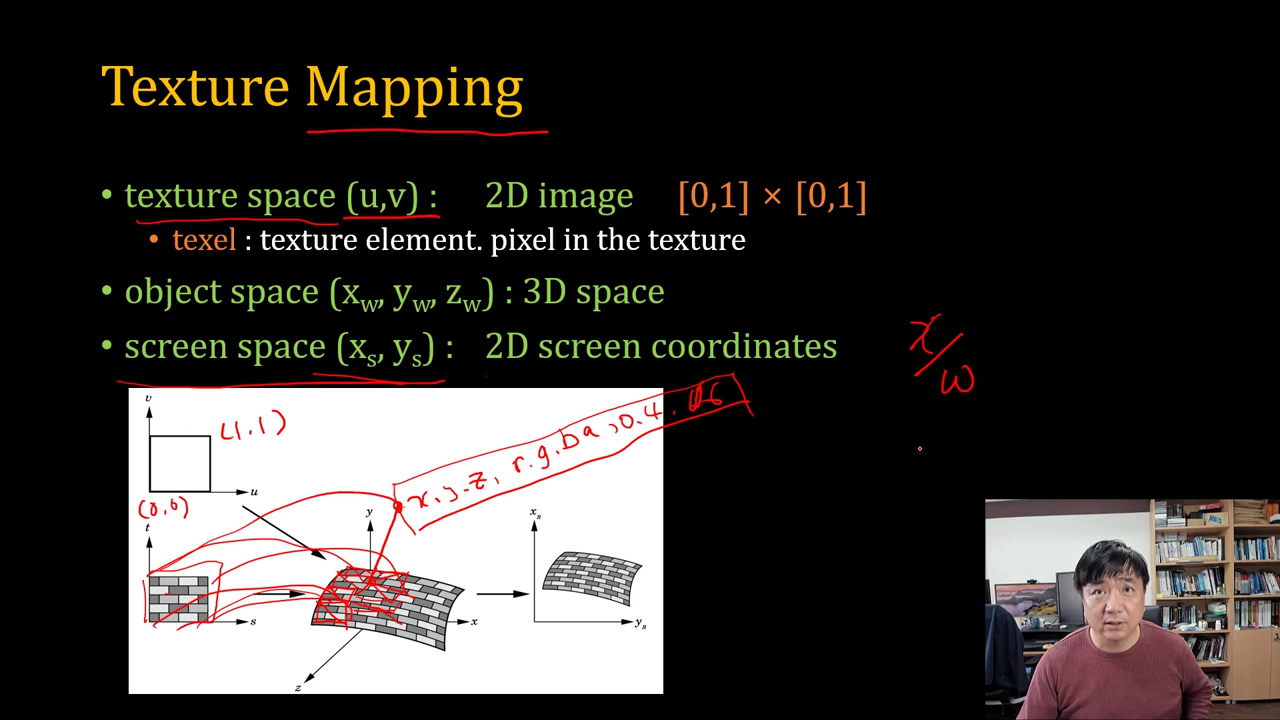 Texture Mapping
• texture space (u,v) : 2D image [0,1] × [0,1]
• texel : texture element. pixel in the texture
• object space (xw, yw, zw) : 3D space
• screen space (xs, ys) : 2D screen coordinates
x/w
v
(1,1)
u
(0,0)
x, y, z, r, g, b a, 0.4,
t
s
y
x
z
xs
ys